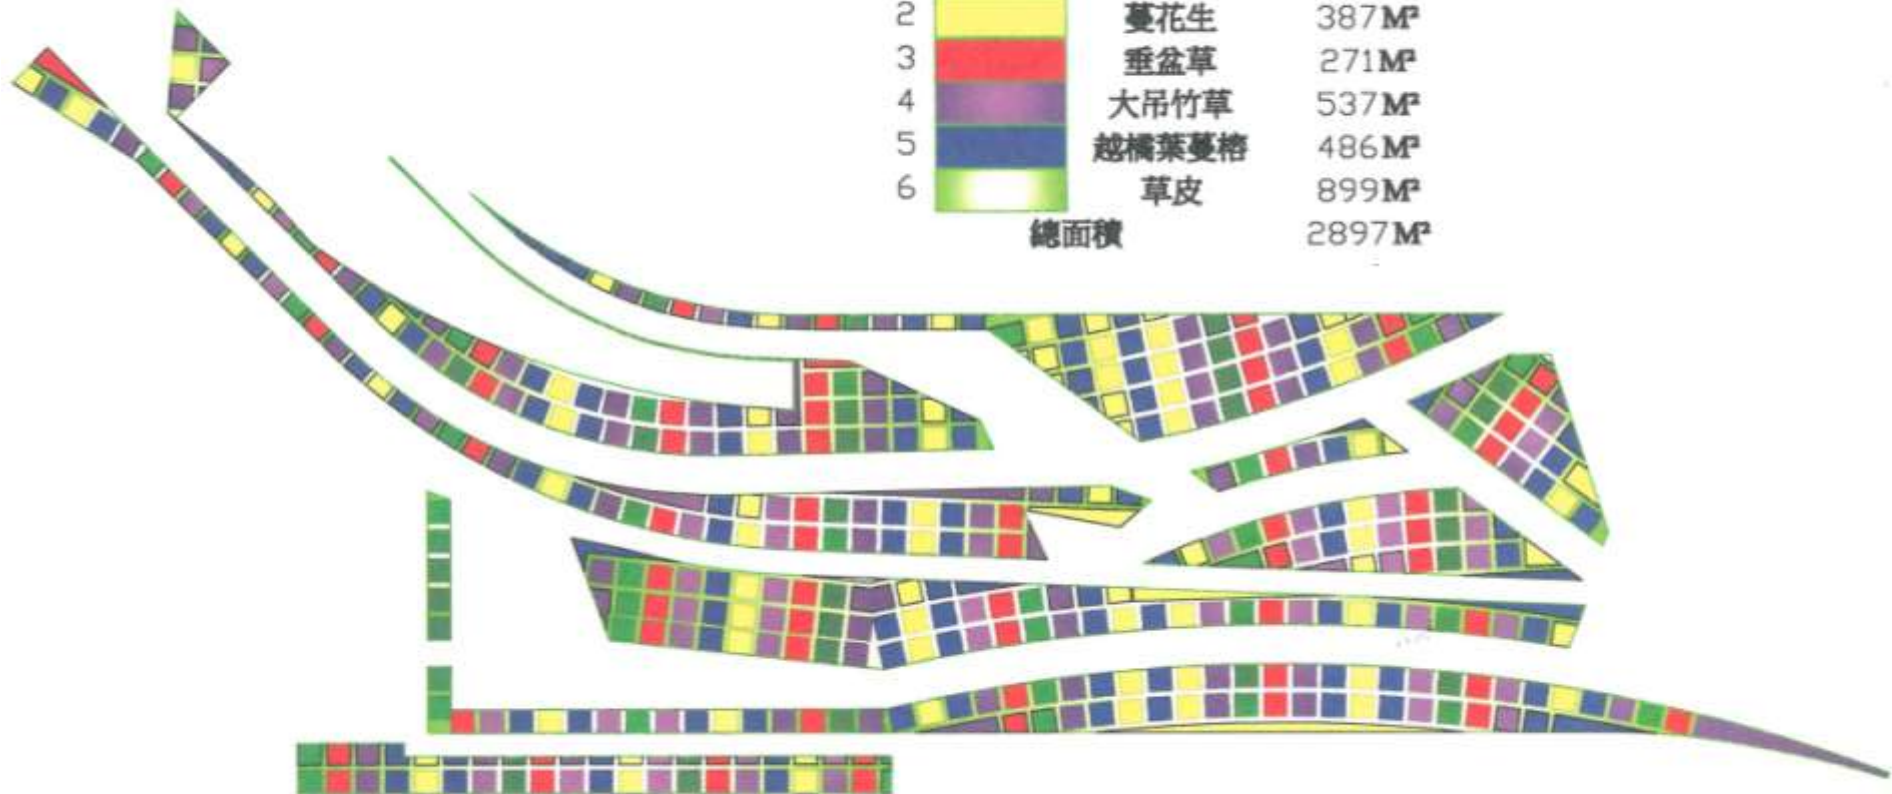 2 蔓花生 387M²
3 垂盆草 271M²
4 大吊竹草 537M²
5 越橘葉蔓榕 486M²
6 草皮 899M²
總面積 2897M²